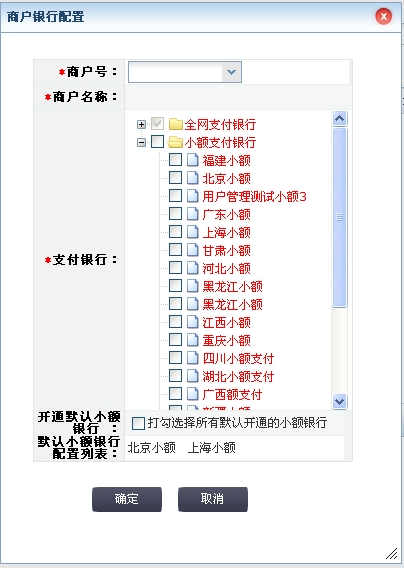 商户银行配置
*商户号：
*商户名称：
*支付银行：
全网支付银行
小额支付银行
福建小额
北京小额
用户管理测试小额3
广东小额
上海小额
甘肃小额
河北小额
黑龙江小额
黑龙江小额
江西小额
重庆小额
四川小额支付
湖北小额支付
广西额支付
新疆小额
开通默认小额
银行 ：
打勾选择所有默认开通的小额银行
默认小额银行
配置列表：
北京小额 上海小额
确定 取消